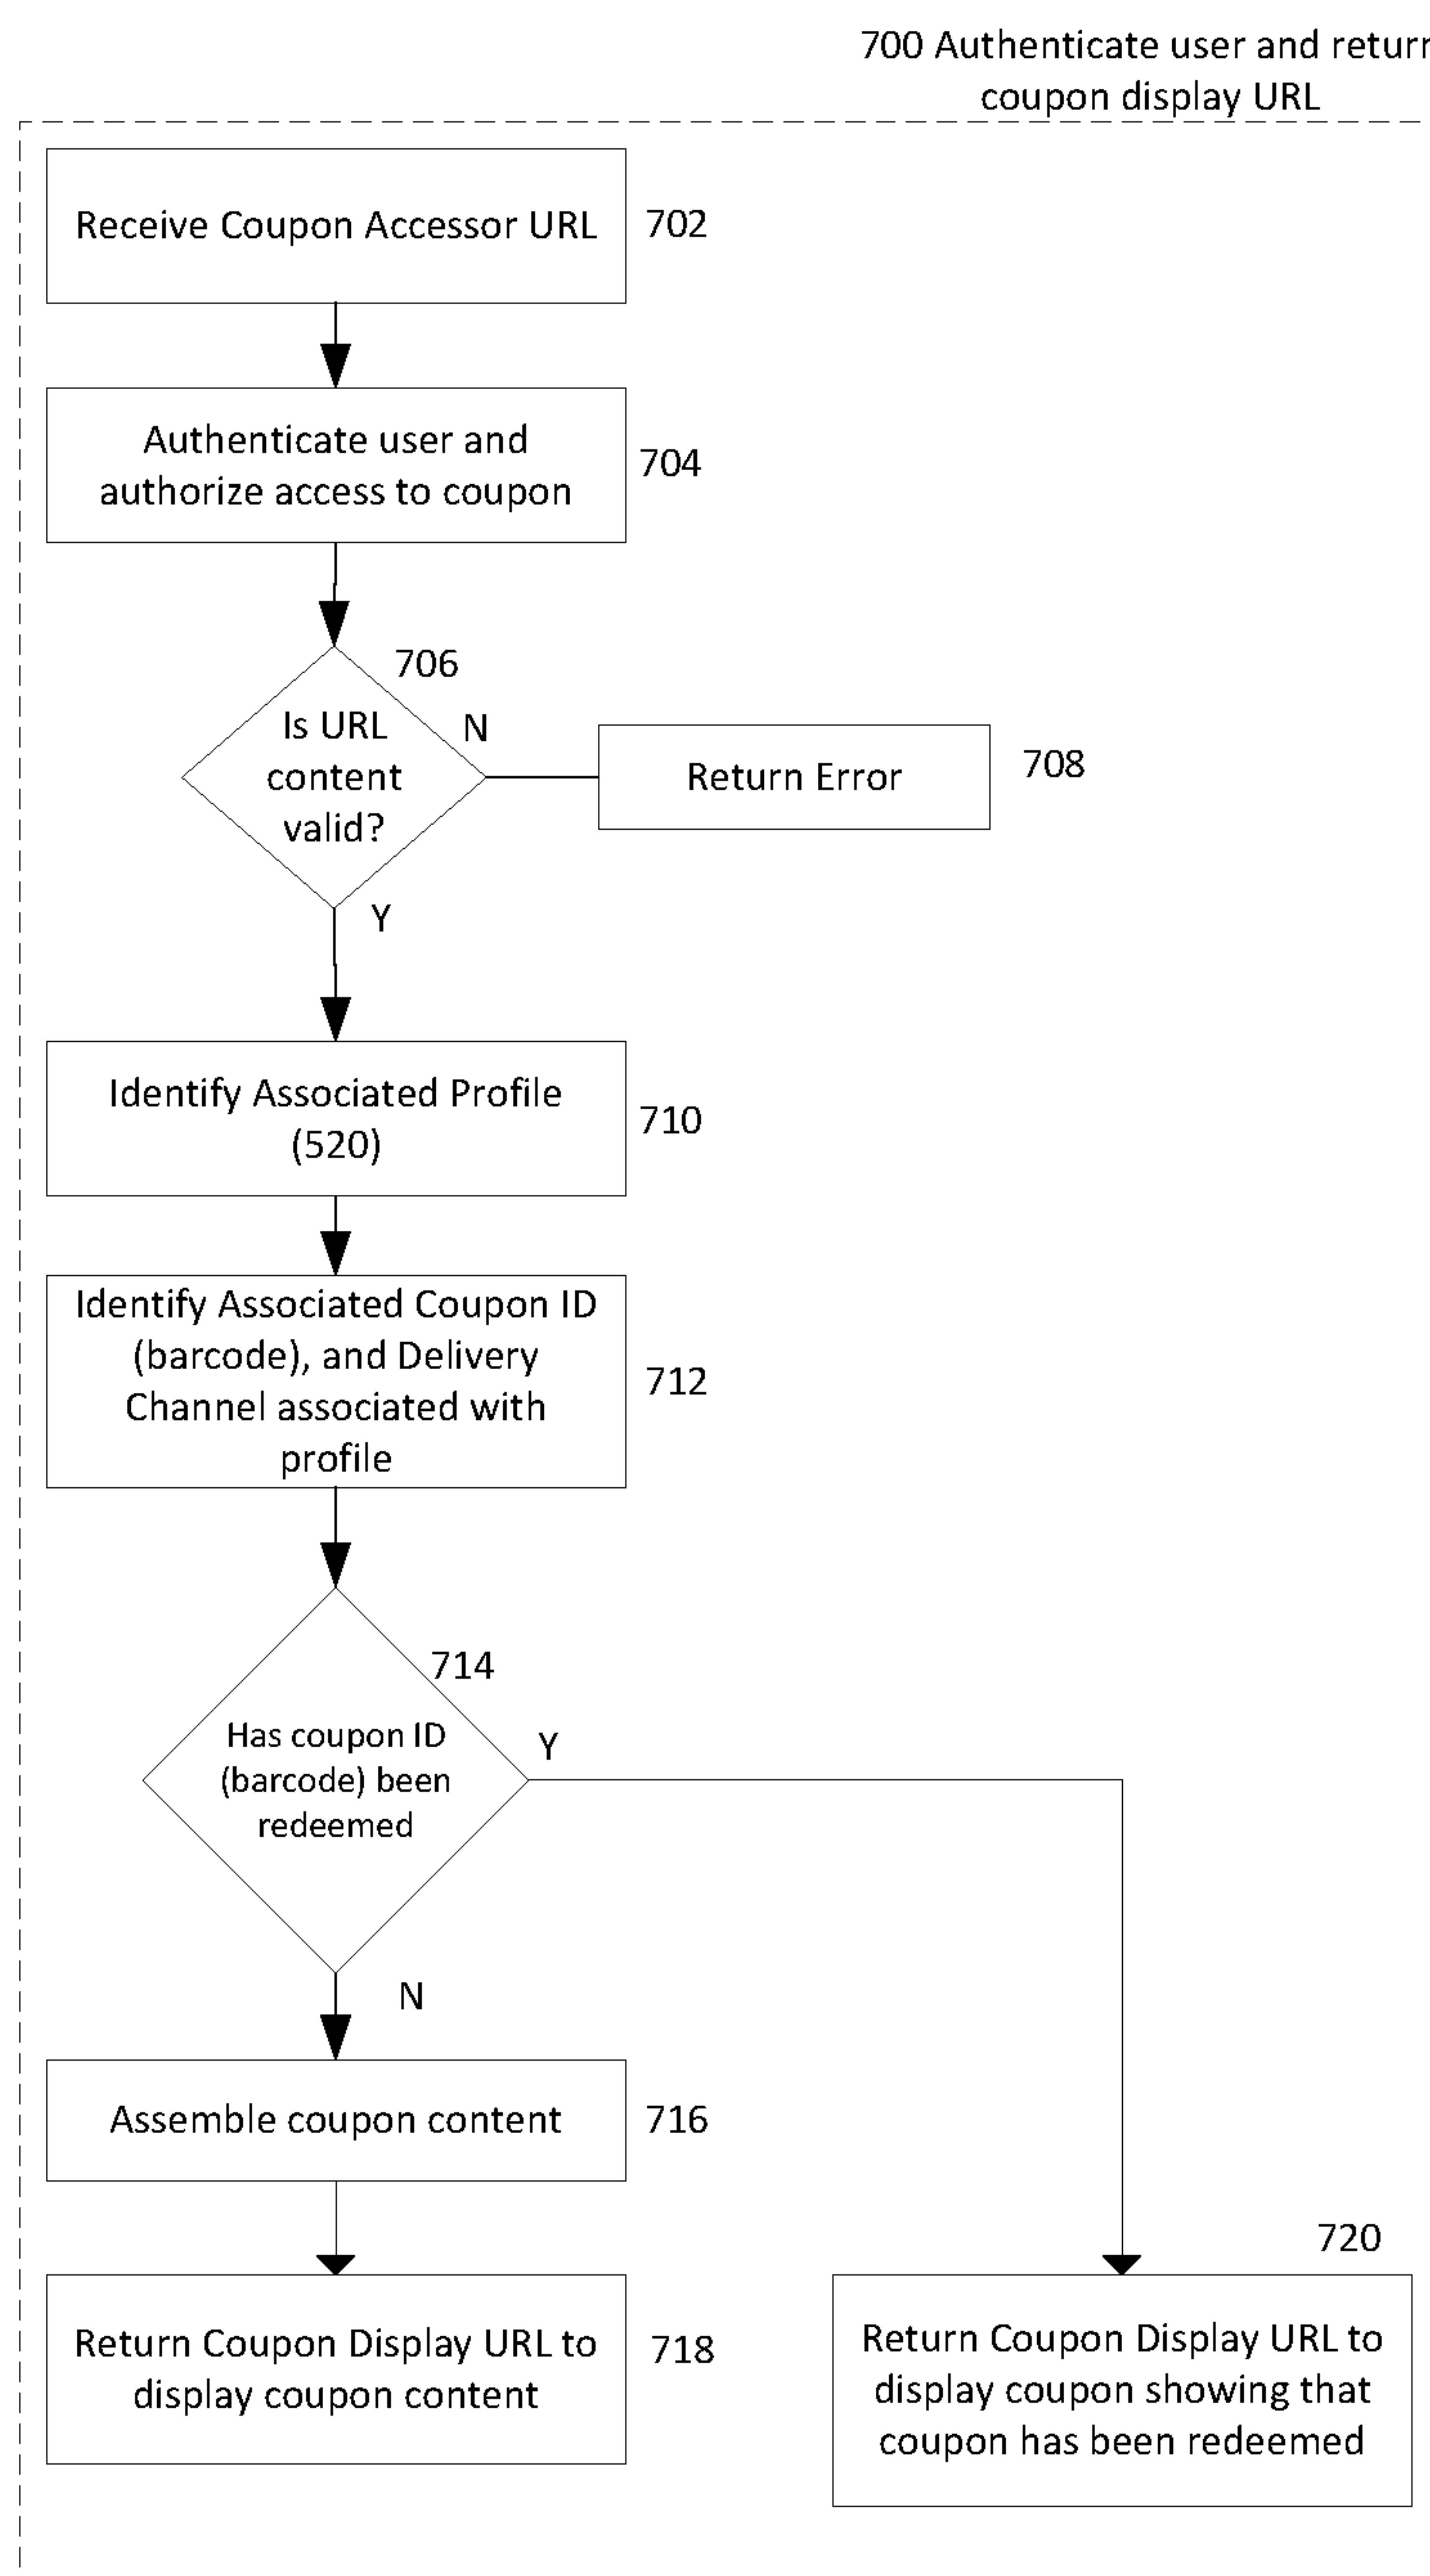 700 Authenticate user and return
coupon display URL
Receive Coupon Accessor URL
702
Authenticate user and
authorize access to coupon
704
706
Is URL
content
valid?
N
Return Error
708
Y
Identify Associated Profile
(520)
710
Identify Associated Coupon ID
(barcode), and Delivery
Channel associated with
profile
712
714
Has coupon ID
(barcode) been
redeemed
Y
N
Assemble coupon content
716
720
Return Coupon Display URL to
display coupon content
718
Return Coupon Display URL to
display coupon showing that
coupon has been redeemed